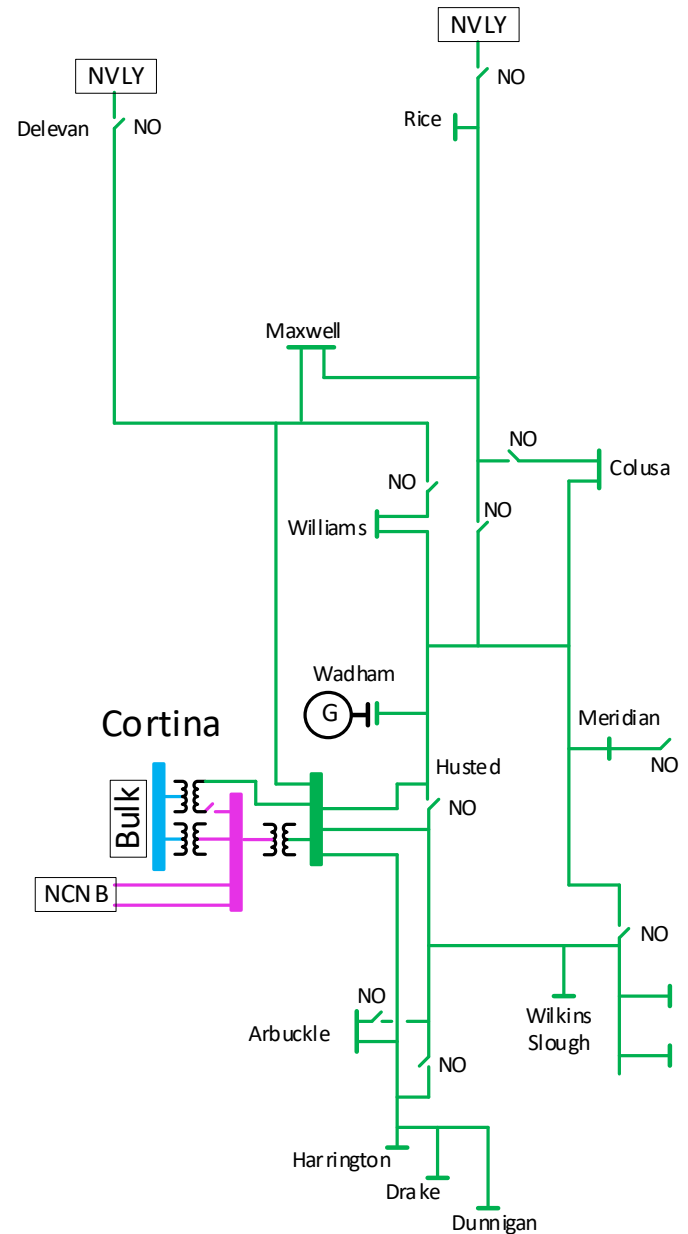 NVLY
NVLY
NO
Rice
Delevan
NO
Maxwell
NO
Colusa
NO
NO
Williams
Wadham
G
Cortina
Meridian
NO
Husted
NO
Bulk
NCNB
NO
NO
Wilkins
Slough
Arbuckle
NO
Harrington
Drake
Dunnigan